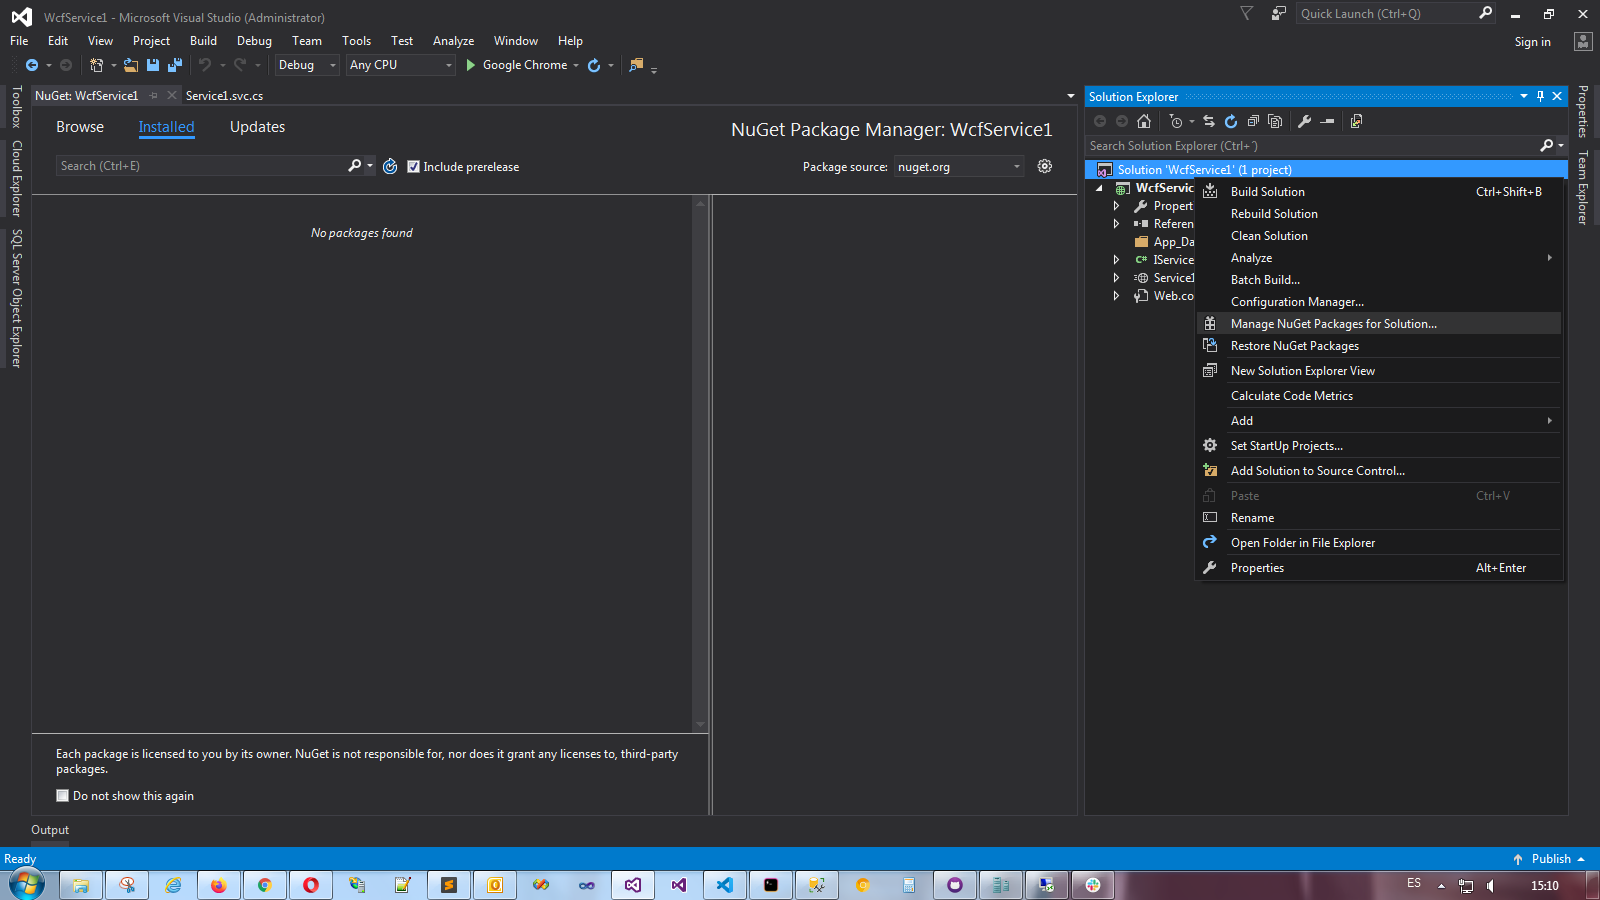 WcfService1 - Microsoft Visual Studio (Administrator)
Quick Launch (Ctrl+Q)
File Edit View Project Build Debug Team Tools Test Analyze Window Help
Sign in
Debug Any CPU Google Chrome
Toolbox
Cloud Explorer
SQL Server Object Explorer
NuGet: WcfService1 Service1.svc.cs
Browse Installed Updates
NuGet Package Manager: WcfService1
Search (Ctrl+E)
Include prerelease
Package source: nuget.org
No packages found
Each package is licensed to you by its owner. NuGet is not responsible for, nor does it grant any licenses to, third-party
packages.
Do not show this again
Solution Explorer
Search Solution Explorer (Ctrl+´)
Solution 'WcfService1' (1 project)
WcfServic
Propert
Referen
App_Da
IService
Service1
Web.co
Build Solution Ctrl+Shift+B
Rebuild Solution
Clean Solution
Analyze
Batch Build...
Configuration Manager...
Manage NuGet Packages for Solution...
Restore NuGet Packages
New Solution Explorer View
Calculate Code Metrics
Add
Set StartUp Projects...
Add Solution to Source Control...
Paste Ctrl+V
Rename
Open Folder in File Explorer
Properties Alt+Enter
Properties
Team Explorer
Output
Ready
Publish
ES
15:10